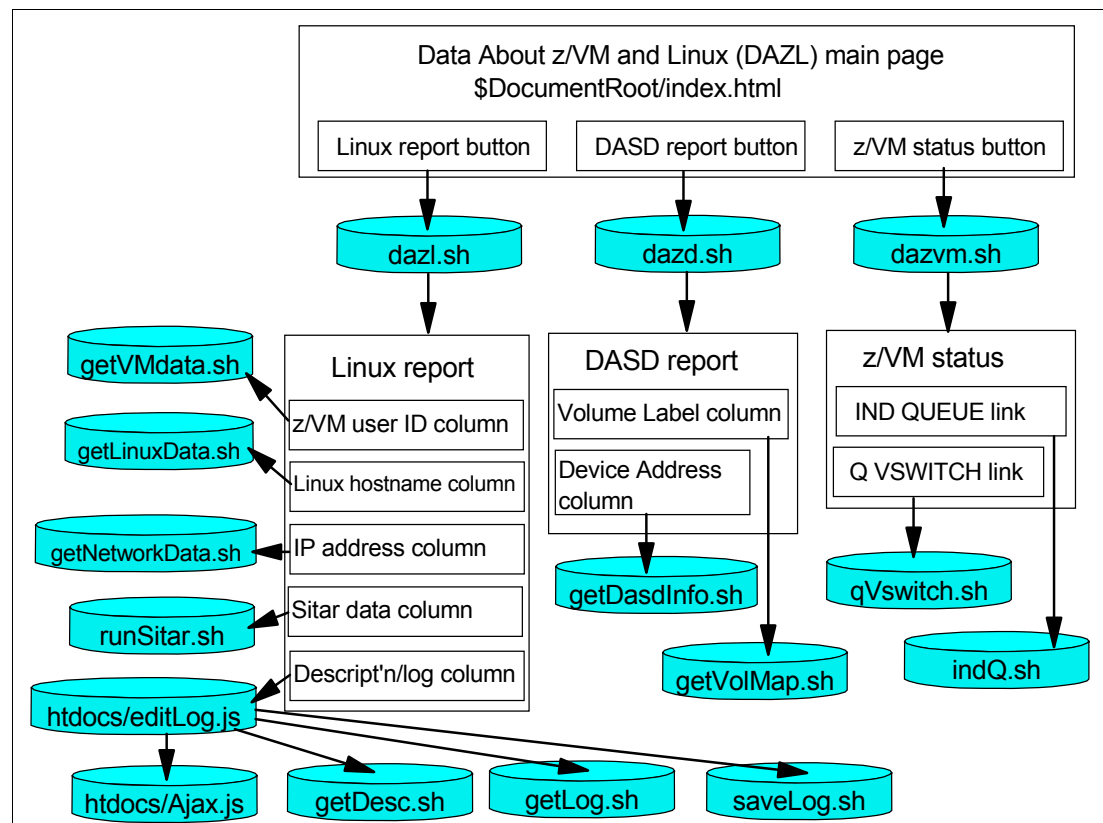 Data About z/VM and Linux (DAZL) main page
$DocumentRoot/index.html
Linux report button
DASD report button
z/VM status button
dazl.sh
dazd.sh
dazvm.sh
getVMdata.sh
getLinuxData.sh
getNetworkData.sh
runSitar.sh
htdocs/editLog.js
Linux report
z/VM user ID column
Linux hostname column
IP address column
Sitar data column
Descript'n/log column
DASD report
Volume Label column
Device Address
column
getDasdInfo.sh
getVolMap.sh
z/VM status
IND QUEUE link
Q VSWITCH link
qVswitch.sh
indQ.sh
htdocs/Ajax.js
getDesc.sh
getLog.sh
saveLog.sh